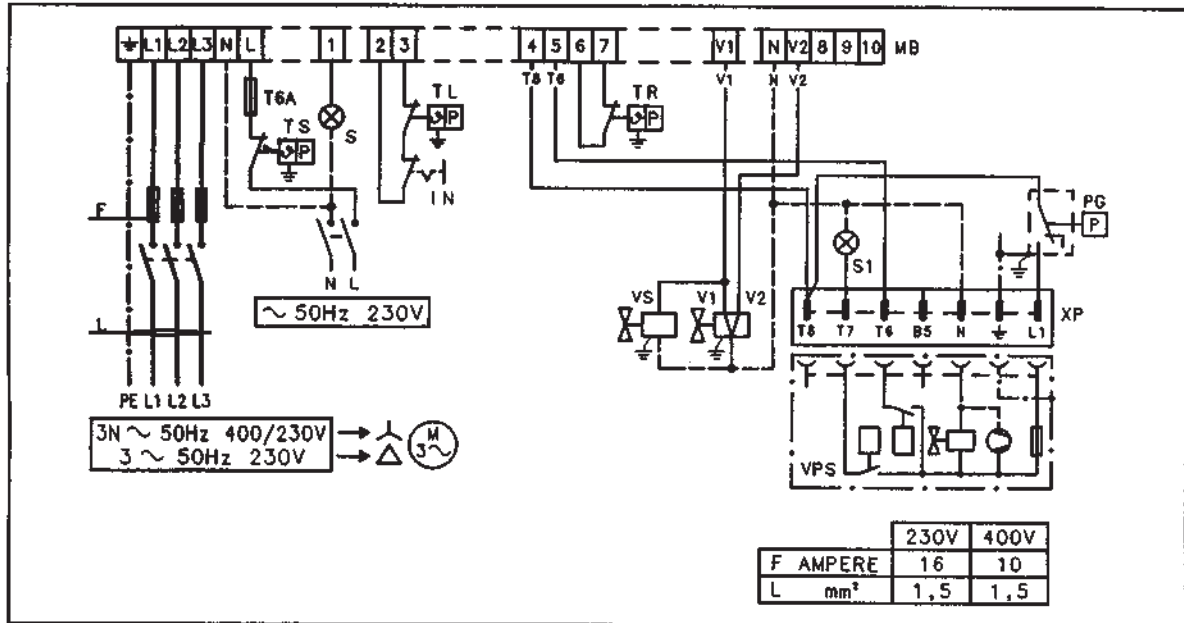 L1 L2 L3 N L 1 2 3 4 5 6 7 V1 N V2 8 9 10 MB
T8 T6 V1 N V2
T6A
TS
P
S
TL
P
IN
TR
P
F
PG
P
S1
N L
~ 50Hz 230V
VS V1 V2
XP
T8 T7 T6 B5 N L1
L
PE L1 L2 L3
3N ~ 50Hz 400/230V
3 ~ 50Hz 230V
M
3~
VPS
230V 400V
F AMPERE 16 10
L mm² 1,5 1,5